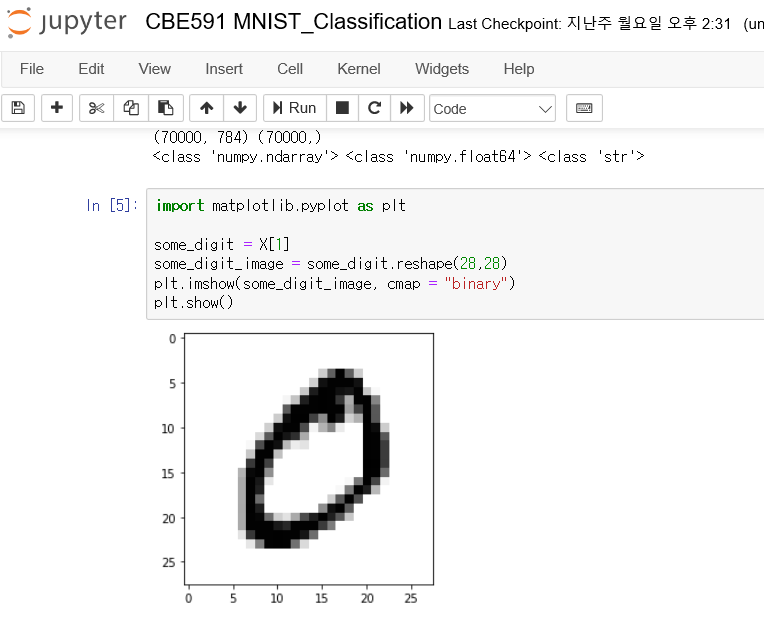 jupyter CBE591 MNIST_Classification Last Checkpoint: 지난주 월요일 오후 2:31 (un
File Edit View Insert Cell Kernel Widgets Help
Run Code
(70000, 784) (70000,)
<class 'numpy.ndarray'> <class 'numpy.float64'> <class 'str'>
In [5]: import matplotlib.pyplot as plt
some_digit = X[1]
some_digit_image = some_digit.reshape(28,28)
plt.imshow(some_digit_image, cmap = "binary")
plt.show()
0
5
10
15
20
25
0 5 10 15 20 25